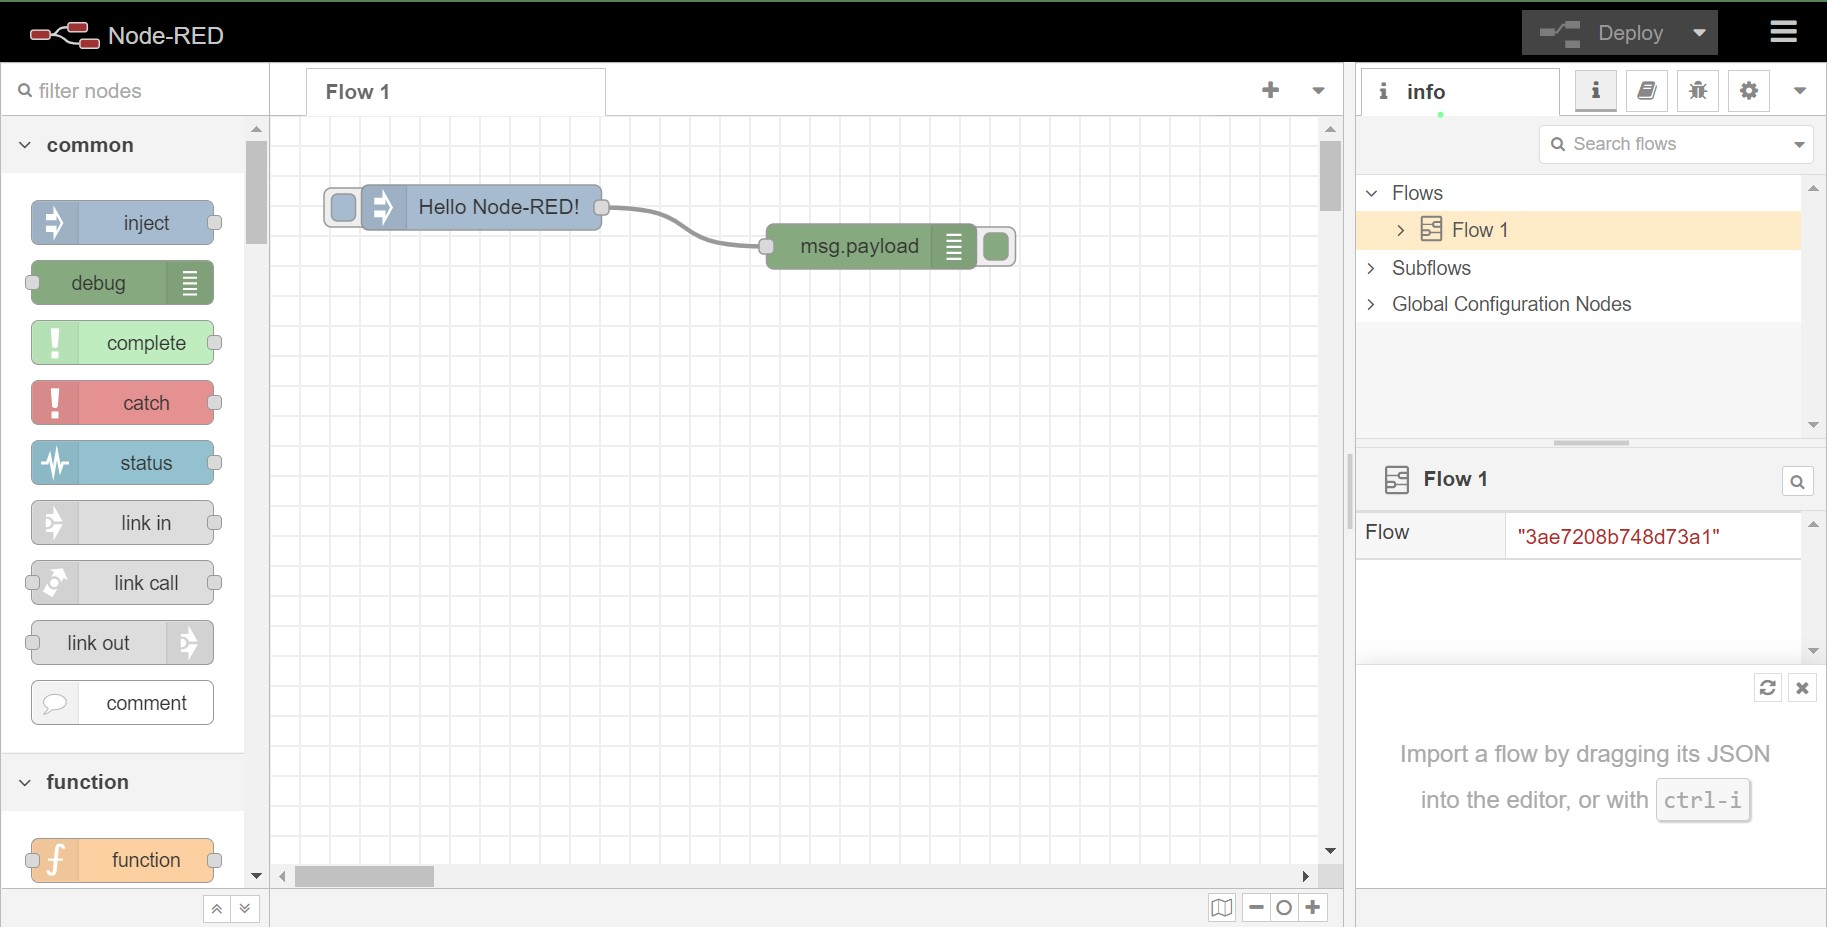 Node-RED
Deploy
filter nodes
Flow 1
info
common
Search flows
inject
debug
complete
catch
status
link in
link call
link out
comment
function
function
Hello Node-RED!
msg.payload
Flows
Flow 1
Subflows
Global Configuration Nodes
Flow 1
Flow "3ae7208b748d73a1"
Import a flow by dragging its JSON
into the editor, or with ctrl-i